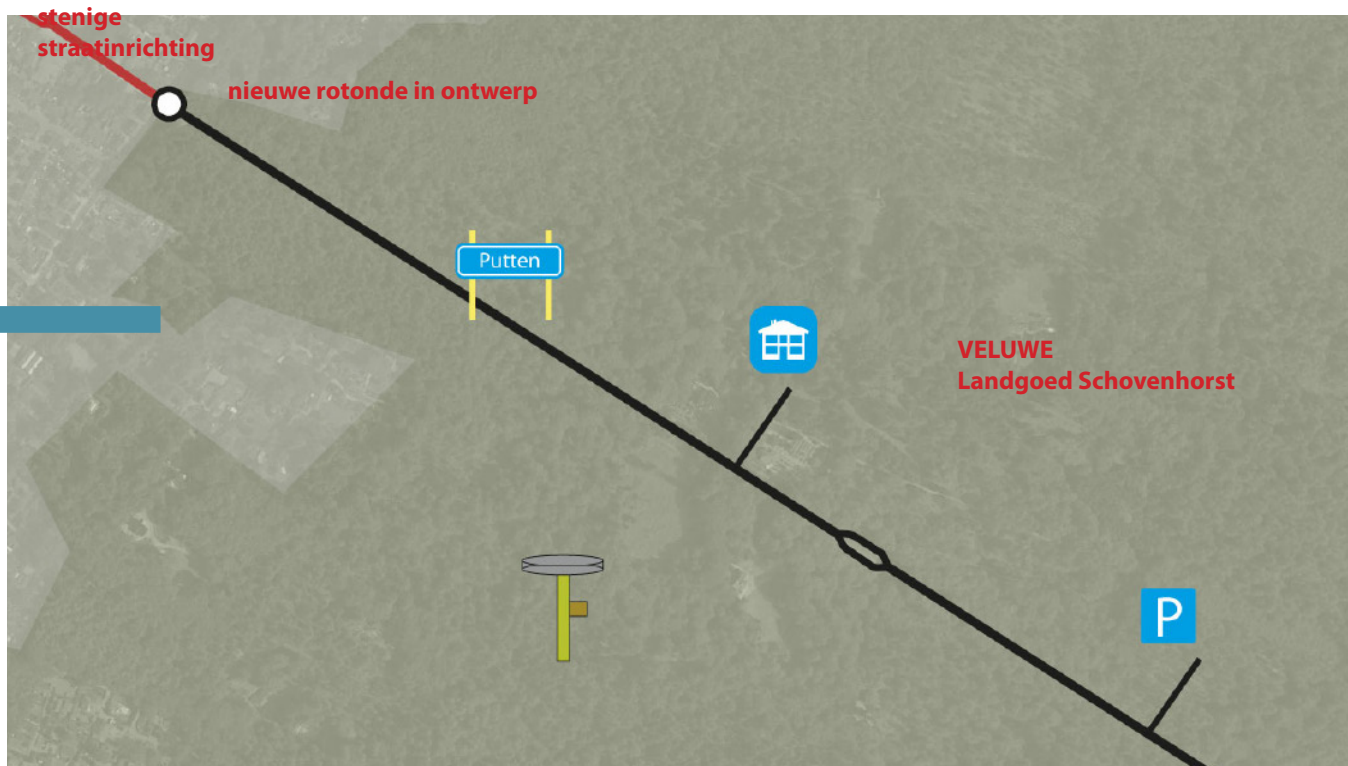 stenige
straatinrichting
nieuwe rotonde in ontwerp
Putten
VELUWE
Landgoed Schovenhorst
P